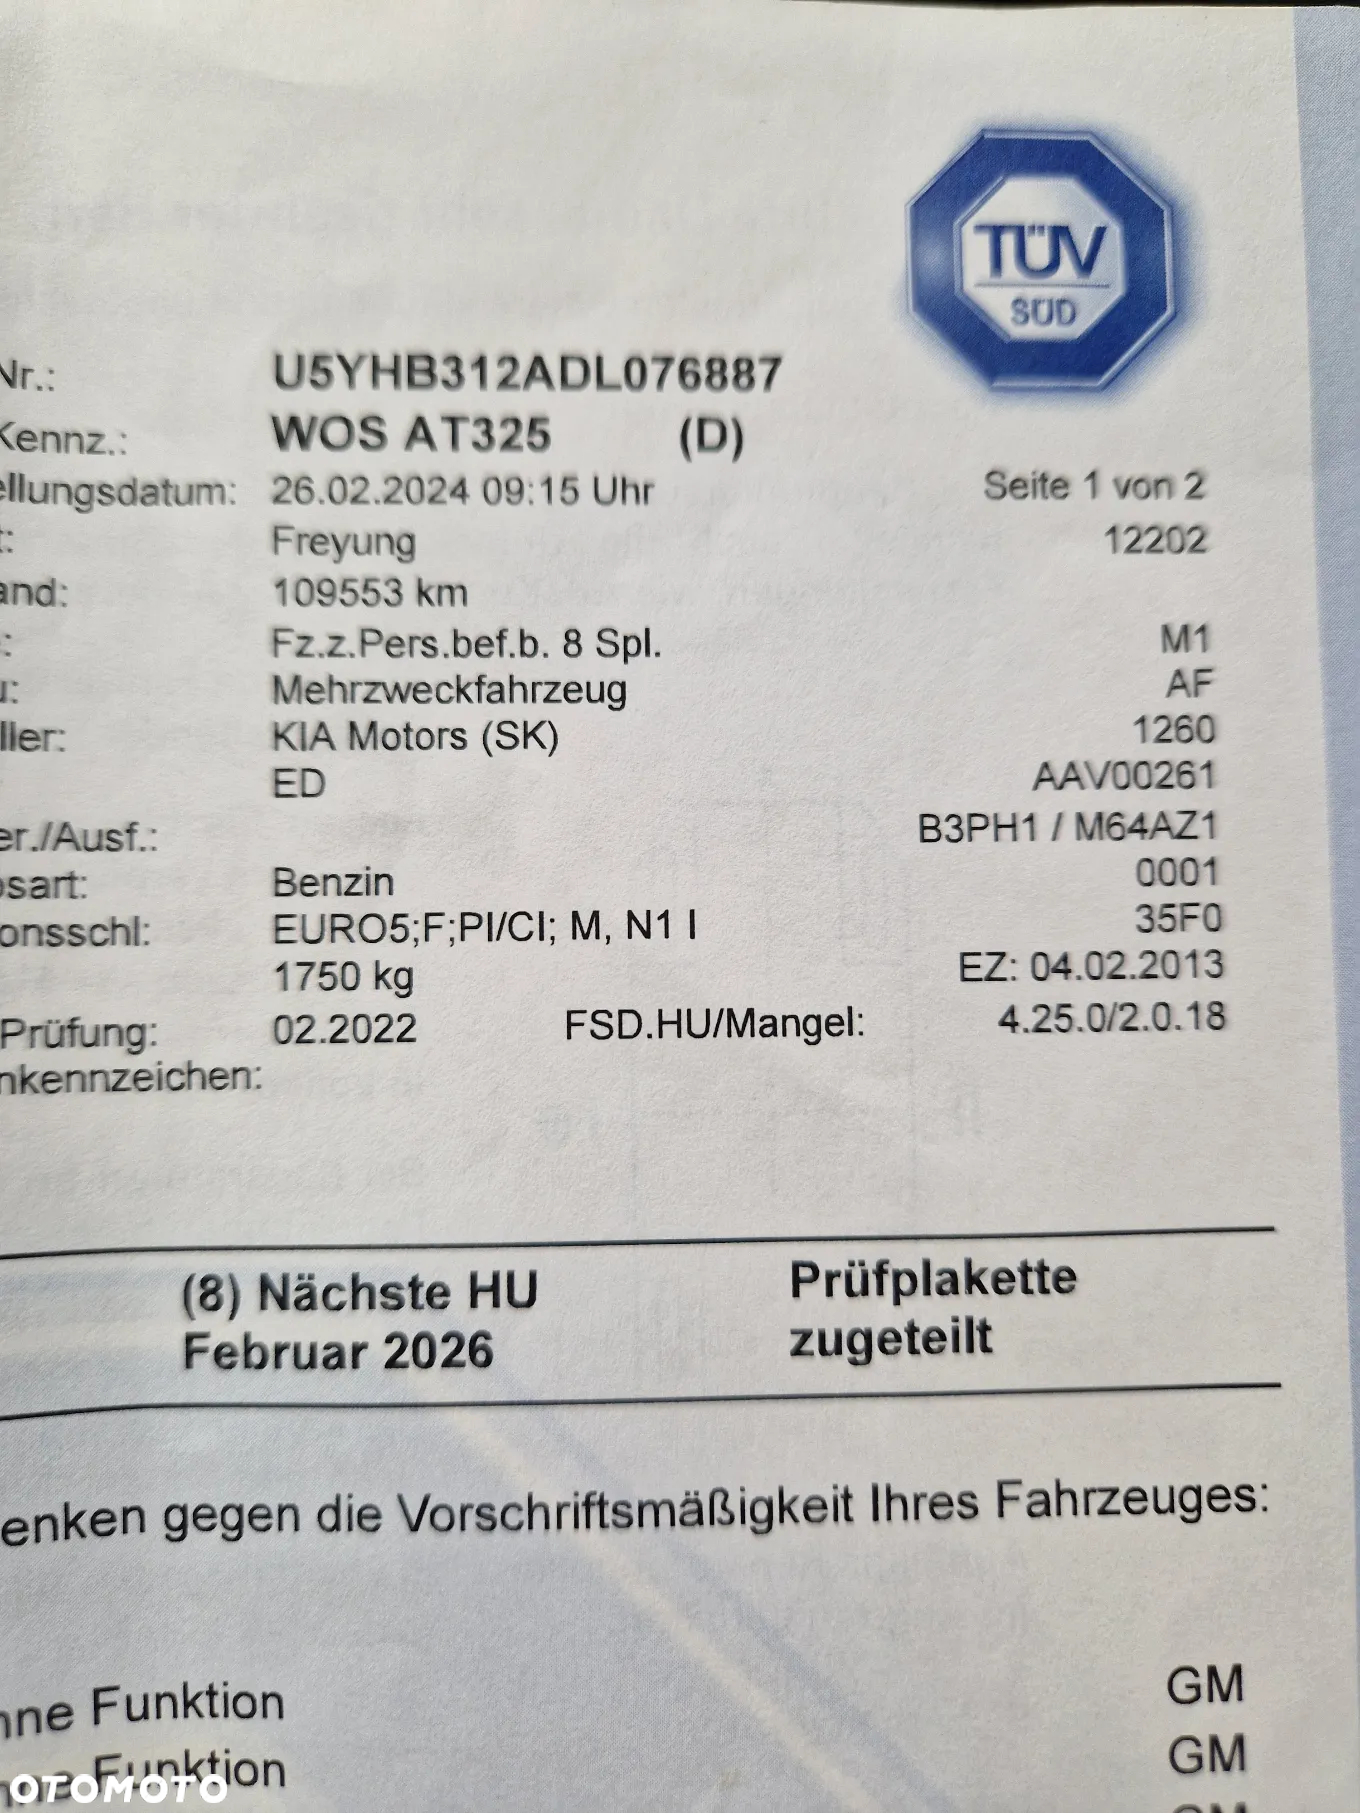 TÜV
SÜD
Nr.: U5YHB312ADL076887
Kennz.: WOS AT325 (D)
ellungsdatum: 26.02.2024 09:15 Uhr Seite 1 von 2
t: Freyung 12202
and: 109553 km
: Fz.z.Pers.bef.b. 8 Spl. M1
u: Mehrzweckfahrzeug AF
ller: KIA Motors (SK) 1260
ED AAV00261
er./Ausf.: B3PH1 / M64AZ1
osart: Benzin 0001
onsschl: EURO5;F;PI/CI; M, N1 I 35F0
1750 kg EZ: 04.02.2013
Prüfung: 02.2022 FSD.HU/Mangel: 4.25.0/2.0.18
nkennzeichen:
(8) Nächste HU Prüfplakette
Februar 2026 zugeteilt
enken gegen die Vorschriftsmäßigkeit Ihres Fahrzeuges:
hne Funktion GM
hne Funktion GM
GM
OTOMOTO